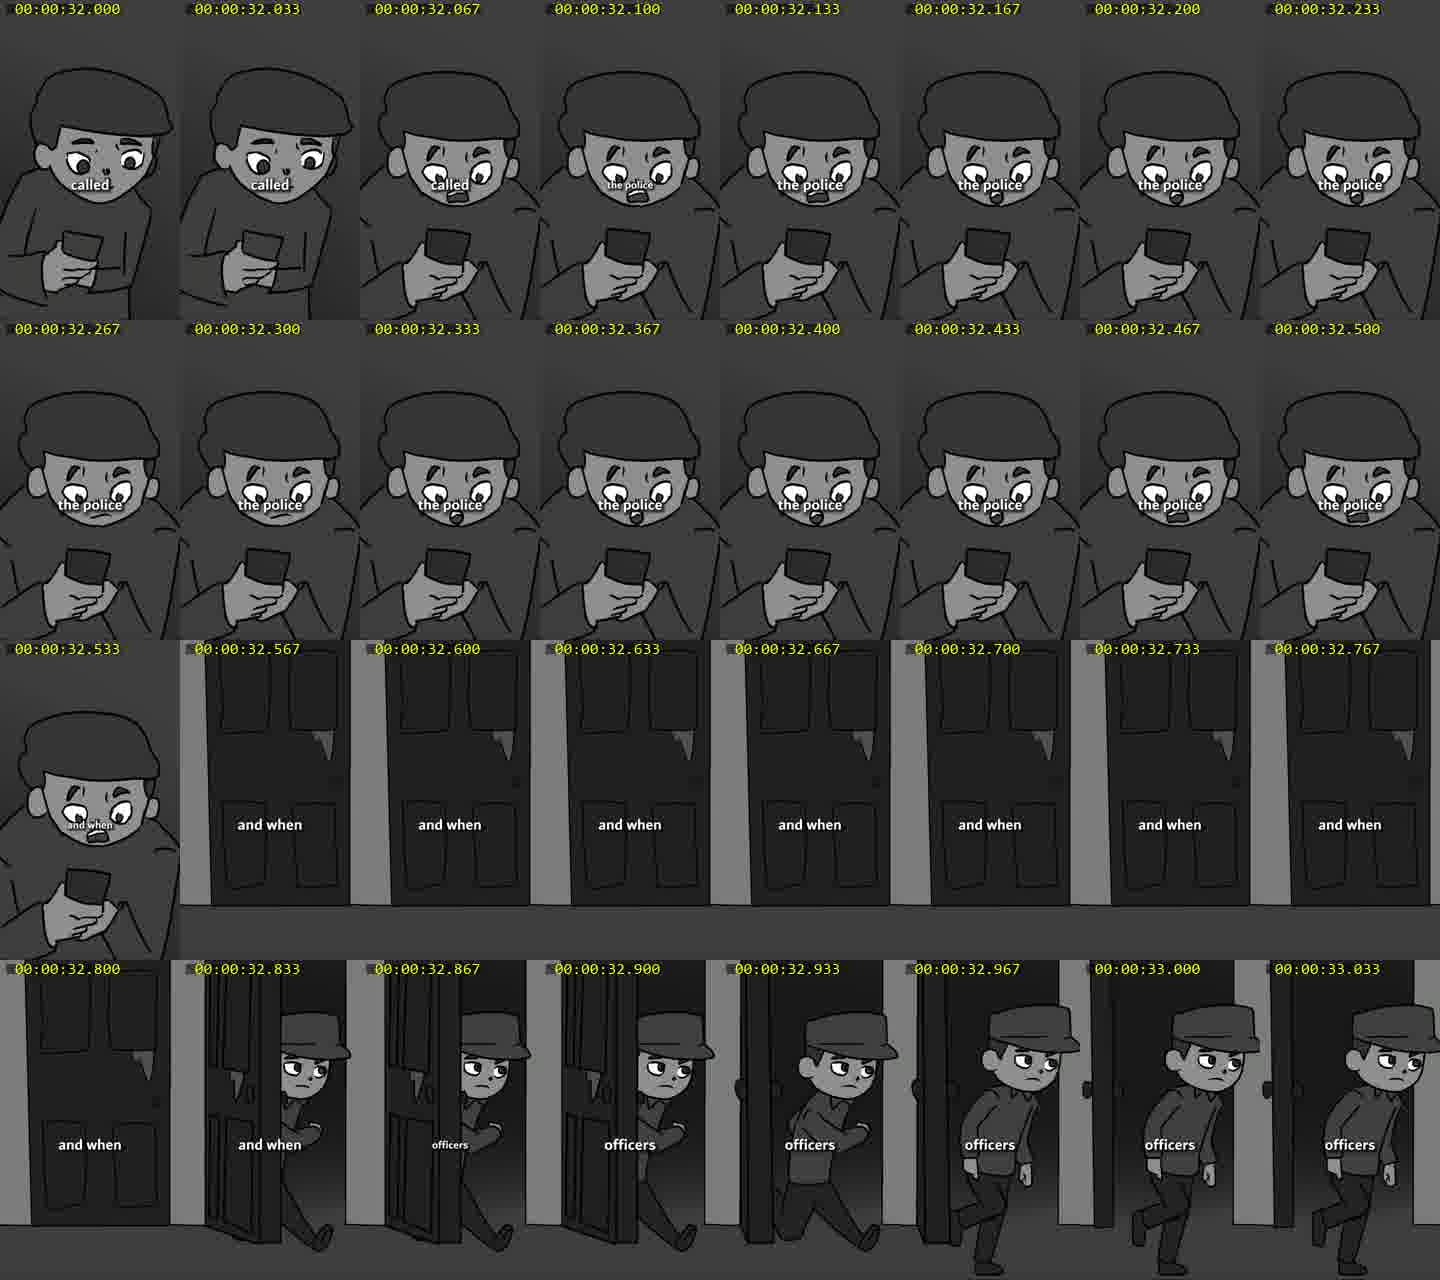 00:00:32.000 00:00:32.033 00:00:32.067 00:00:32.100 00:00:32.133 00:00:32.167 00:00:32.200 00:00:32.233
called called called the police the police the police the police the police
00:00:32.267 00:00:32.300 00:00:32.333 00:00:32.367 00:00:32.400 00:00:32.433 00:00:32.467 00:00:32.500
the police the police the police the police the police the police the police the police
00:00:32.533 00:00:32.567 00:00:32.600 00:00:32.633 00:00:32.667 00:00:32.700 00:00:32.733 00:00:32.767
and when and when and when and when and when and when and when and when
00:00:32.800 00:00:32.833 00:00:32.867 00:00:32.900 00:00:32.933 00:00:32.967 00:00:33.000 00:00:33.033
and when and when officers officers officers officers officers officers